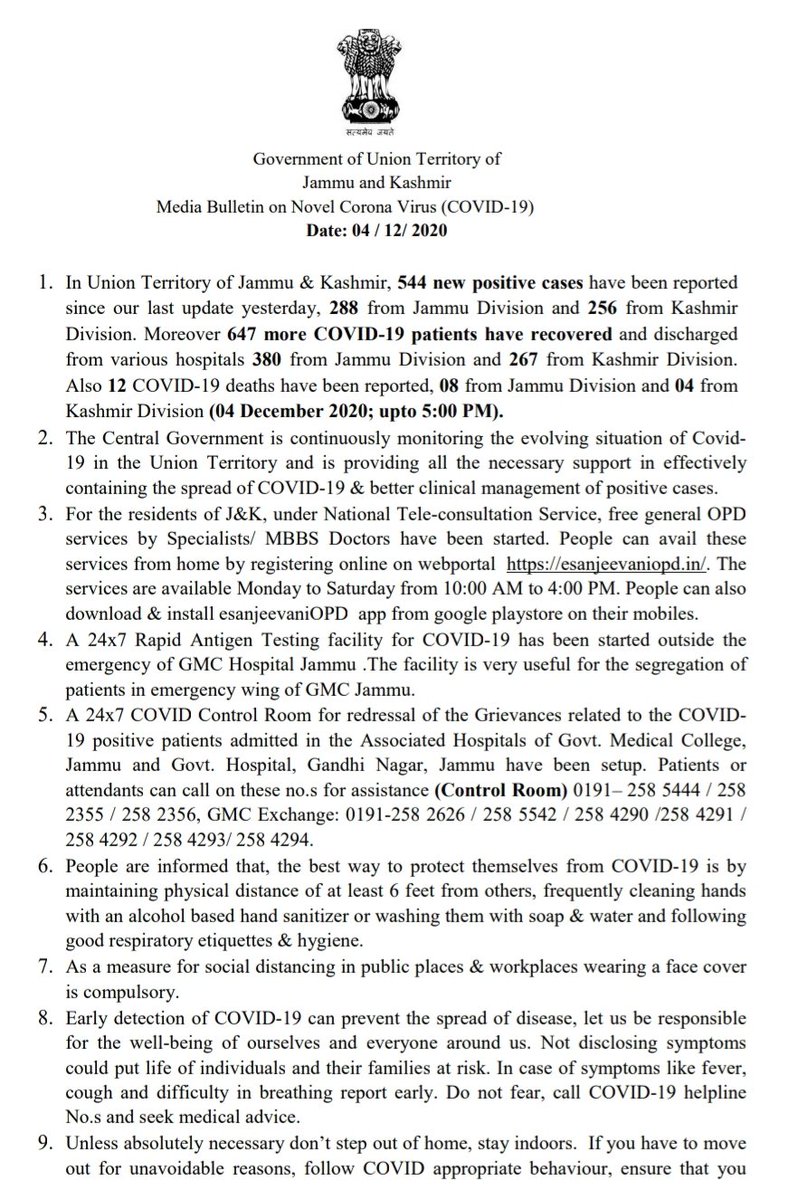 सत्यमेव जयते
Government of Union Territory of
Jammu and Kashmir
Media Bulletin on Novel Corona Virus (COVID-19)
Date: 04 / 12/ 2020
1. In Union Territory of Jammu & Kashmir, 544 new positive cases have been reported
since our last update yesterday, 288 from Jammu Division and 256 from Kashmir
Division. Moreover 647 more COVID-19 patients have recovered and discharged
from various hospitals 380 from Jammu Division and 267 from Kashmir Division.
Also 12 COVID-19 deaths have been reported, 08 from Jammu Division and 04 from
Kashmir Division (04 December 2020; upto 5:00 PM).
2. The Central Government is continuously monitoring the evolving situation of Covid-
19 in the Union Territory and is providing all the necessary support in effectively
containing the spread of COVID-19 & better clinical management of positive cases.
3. For the residents of J&K, under National Tele-consultation Service, free general OPD
services by Specialists/ MBBS Doctors have been started. People can avail these
services from home by registering online on webportal https://esanjeevaniopd.in/. The
services are available Monday to Saturday from 10:00 AM to 4:00 PM. People can also
download & install esanjeevaniOPD app from google playstore on their mobiles.
4. A 24x7 Rapid Antigen Testing facility for COVID-19 has been started outside the
emergency of GMC Hospital Jammu .The facility is very useful for the segregation of
patients in emergency wing of GMC Jammu.
5. A 24x7 COVID Control Room for redressal of the Grievances related to the COVID-
19 positive patients admitted in the Associated Hospitals of Govt. Medical College,
Jammu and Govt. Hospital, Gandhi Nagar, Jammu have been setup. Patients or
attendants can call on these no.s for assistance (Control Room) 0191– 258 5444 / 258
2355 / 258 2356, GMC Exchange: 0191-258 2626 / 258 5542 / 258 4290 /258 4291 /
258 4292 / 258 4293/ 258 4294.
6. People are informed that, the best way to protect themselves from COVID-19 is by
maintaining physical distance of at least 6 feet from others, frequently cleaning hands
with an alcohol based hand sanitizer or washing them with soap & water and following
good respiratory etiquettes & hygiene.
7. As a measure for social distancing in public places & workplaces wearing a face cover
is compulsory.
8. Early detection of COVID-19 can prevent the spread of disease, let us be responsible
for the well-being of ourselves and everyone around us. Not disclosing symptoms
could put life of individuals and their families at risk. In case of symptoms like fever,
cough and difficulty in breathing report early. Do not fear, call COVID-19 helpline
No.s and seek medical advice.
9. Unless absolutely necessary don’t step out of home, stay indoors. If you have to move
out for unavoidable reasons, follow COVID appropriate behaviour, ensure that you